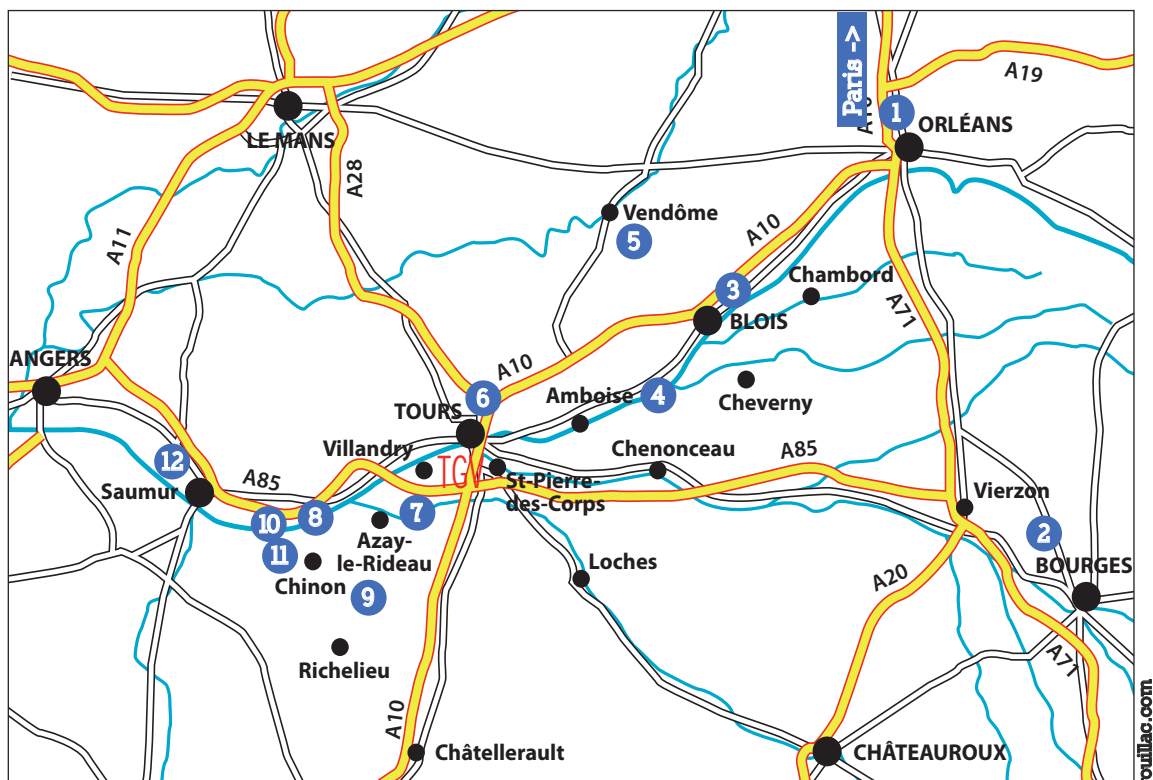 Paris ->
A10
1
A19
ORLÉANS
LE MANS
A28
A11
Vendôme
5
A10
3
Chambord
BLOIS
A71
ANGERS
A10
6
Amboise
4
Cheverny
TOURS
Villandry
TGV
St-Pierre-
des-Corps
Chenonceau
A85
12
Saumur
A85
10
8
7
Azay-
le-Rideau
11
Chinon
9
Vierzon
2
BOURGES
Loches
A20
Richelieu
A71
A10
Châtellerault
CHÂTEAUROUX
rouillac.com